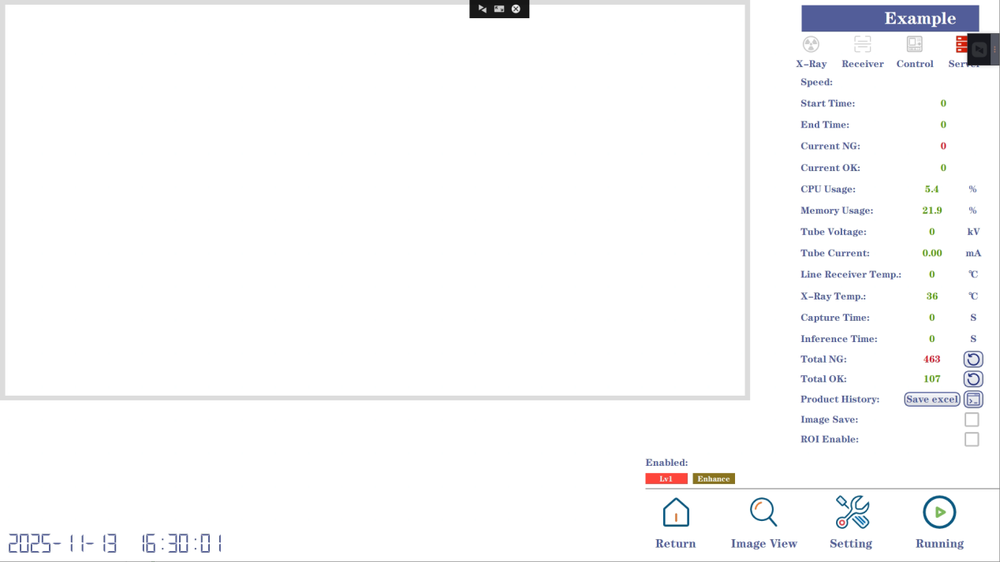 Example
X-Ray Receiver Control Server
Speed:
Start Time: 0
End Time: 0
Current NG: 0
Current OK: 0
CPU Usage: 5.4 %
Memory Usage: 21.9 %
Tube Voltage: 0 kV
Tube Current: 0.00 mA
Line Receiver Temp.: 0 ℃
X-Ray Temp.: 36 ℃
Capture Time: 0 S
Inference Time: 0 S
Total NG: 463
Total OK: 107
Product History: Save excel
Image Save:
ROI Enable:
Enabled:
Lv1 Enhance
Return Image View Setting Running
2025-11-13 16:30:01